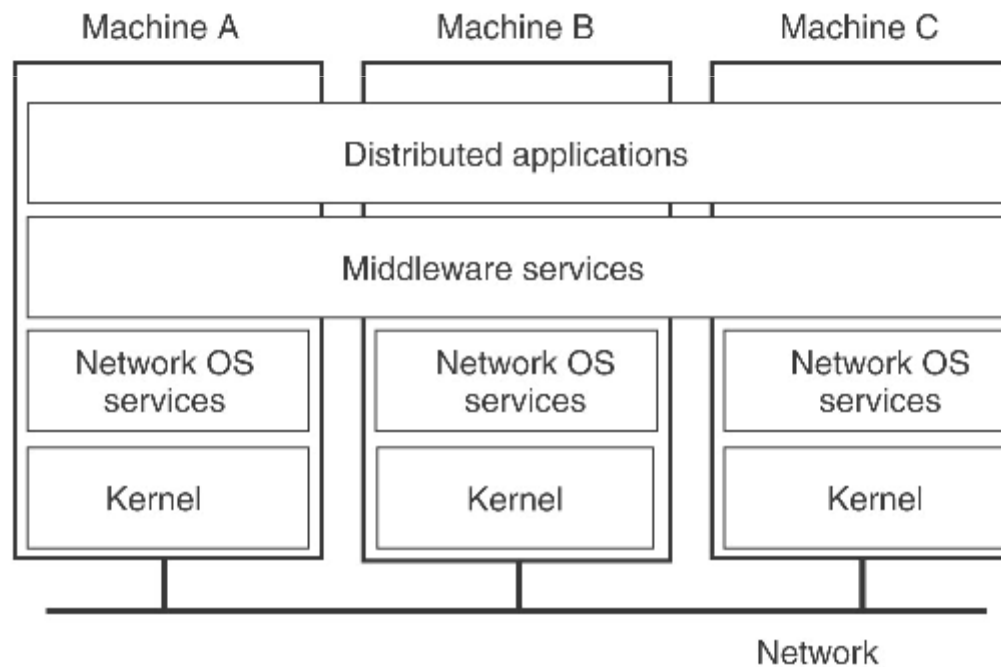 Machine A
Machine B
Machine C
Distributed applications
Middleware services
Network OS
services
Network OS
services
Network OS
services
Kernel
Kernel
Kernel
Network